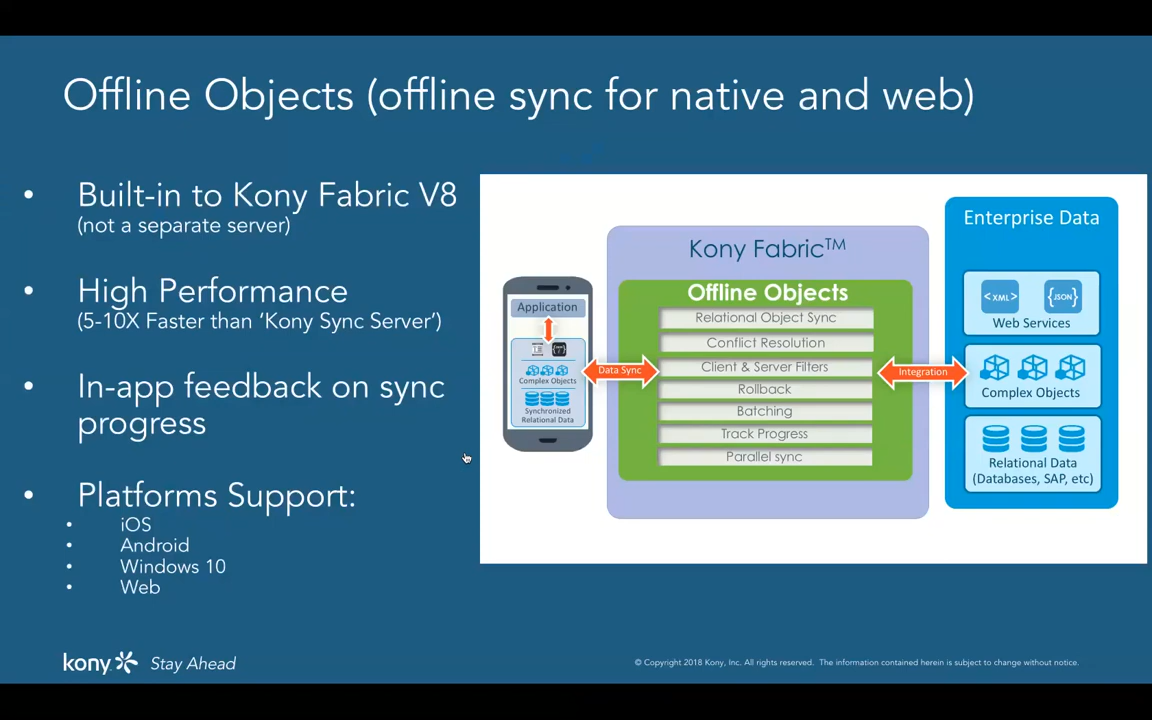 Offline Objects (offline sync for native and web)
• Built-in to Kony Fabric V8
(not a separate server)
• High Performance
(5-10X Faster than ‘Kony Sync Server’)
• In-app feedback on sync
progress
• Platforms Support:
• iOS
• Android
• Windows 10
• Web
Application
Complex Objects
Synchronized
Relational Data
Data Sync
Kony Fabric™
Offline Objects
Relational Object Sync
Conflict Resolution
Client & Server Filters
Rollback
Batching
Track Progress
Parallel sync
Integration
Enterprise Data
<XML> {JSON}
Web Services
Complex Objects
Relational Data
(Databases, SAP, etc)
kony Stay Ahead
© Copyright 2018 Kony, Inc. All rights reserved. The information contained herein is subject to change without notice.